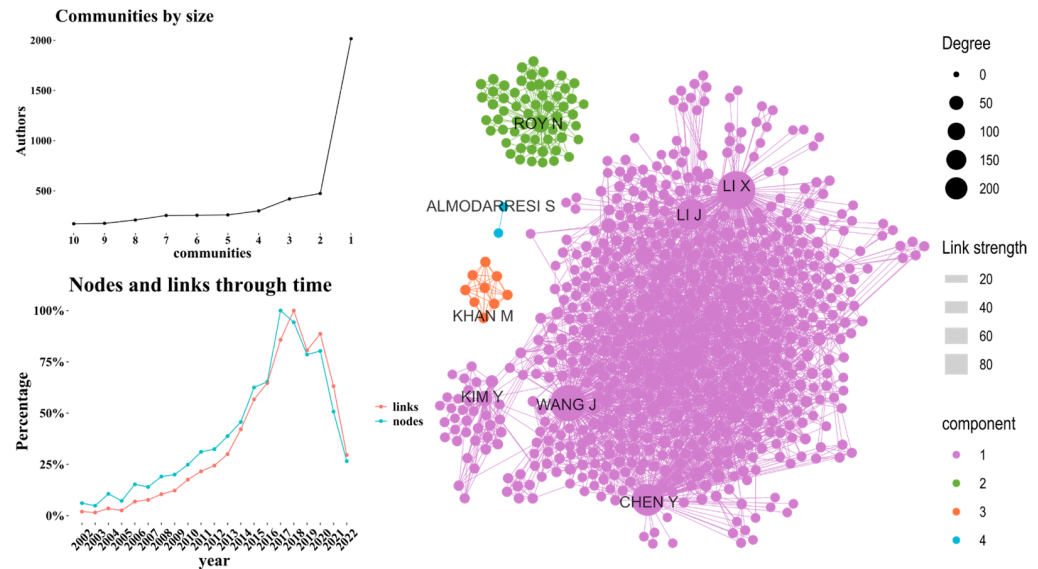 Communities by size
Authors
2000
1500
1000
500
10 9 8 7 6 5 4 3 2 1
communities
Nodes and links through time
Percentage
100%
75%
50%
25%
0%
2002 2003 2004 2005 2006 2007 2008 2009 2010 2011 2012 2013 2014 2015 2016 2017 2018 2019 2020 2021 2022
year
links
nodes
ROY N
ALMODARRESI S
KHAN M
LI X
LI J
KIM Y
WANG J
CHEN Y
Degree
0
50
100
150
200
Link strength
20
40
60
80
component
1
2
3
4